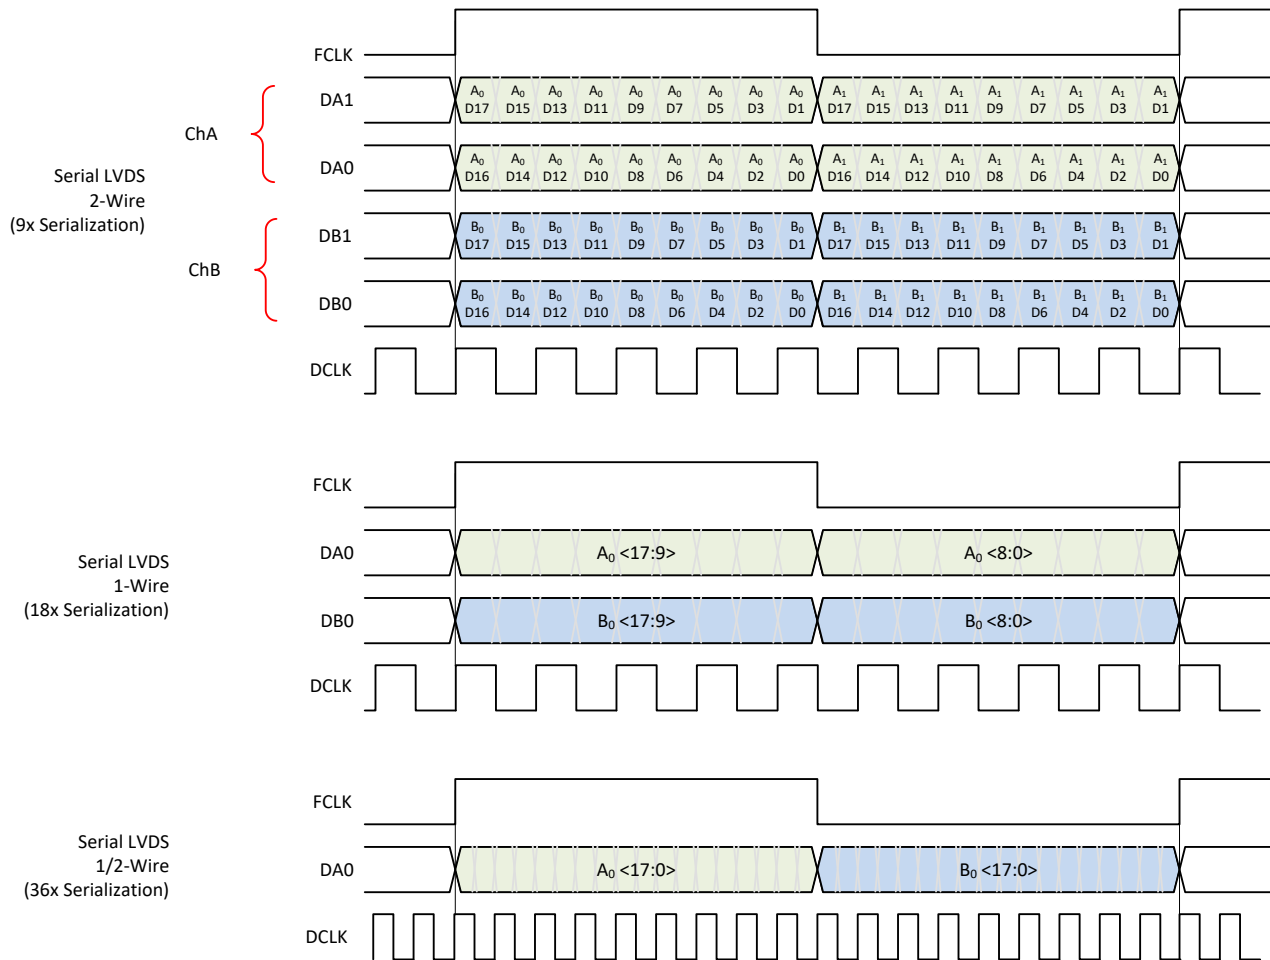 FCLK
DA1
A0 A0 A0 A0 A0 A0 A0 A0 A0 A1 A1 A1 A1 A1 A1 A1 A1 A1
D17 D15 D13 D11 D9 D7 D5 D3 D1 D17 D15 D13 D11 D9 D7 D5 D3 D1
ChA
DA0
A0 A0 A0 A0 A0 A0 A0 A0 A0 A1 A1 A1 A1 A1 A1 A1 A1 A1
D16 D14 D12 D10 D8 D6 D4 D2 D0 D16 D14 D12 D10 D8 D6 D4 D2 D0
Serial LVDS
2-Wire
(9x Serialization)
DB1
B0 B0 B0 B0 B0 B0 B0 B0 B0 B1 B1 B1 B1 B1 B1 B1 B1 B1
D17 D15 D13 D11 D9 D7 D5 D3 D1 D17 D15 D13 D11 D9 D7 D5 D3 D1
ChB
DB0
B0 B0 B0 B0 B0 B0 B0 B0 B0 B1 B1 B1 B1 B1 B1 B1 B1 B1
D16 D14 D12 D10 D8 D6 D4 D2 D0 D16 D14 D12 D10 D8 D6 D4 D2 D0
DCLK
FCLK
DA0 A0 <17:9> A0 <8:0>
Serial LVDS
1-Wire
(18x Serialization)
DB0 B0 <17:9> B0 <8:0>
DCLK
FCLK
Serial LVDS
1/2-Wire
(36x Serialization)
DA0 A0 <17:0> B0 <17:0>
DCLK